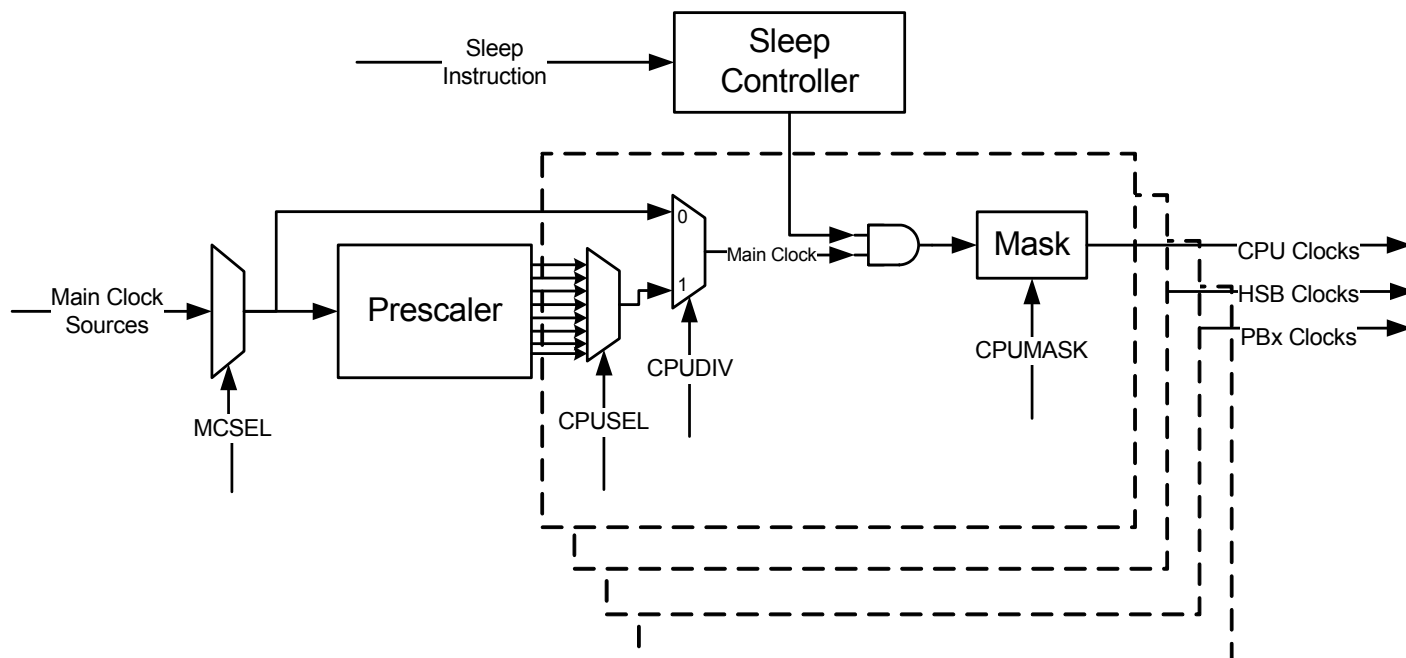 Sleep
Instruction
Sleep
Controller
0
Main Clock
Mask
CPU Clocks
Main Clock
Sources
Prescaler
1
HSB Clocks
PBx Clocks
CPUDIV
CPUMASK
MCSEL
CPUSEL